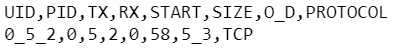 UID,PID,TX,RX,START,SIZE,O_D,PROTOCOL
0_5_2,0,5,2,0,58,5_3,TCP